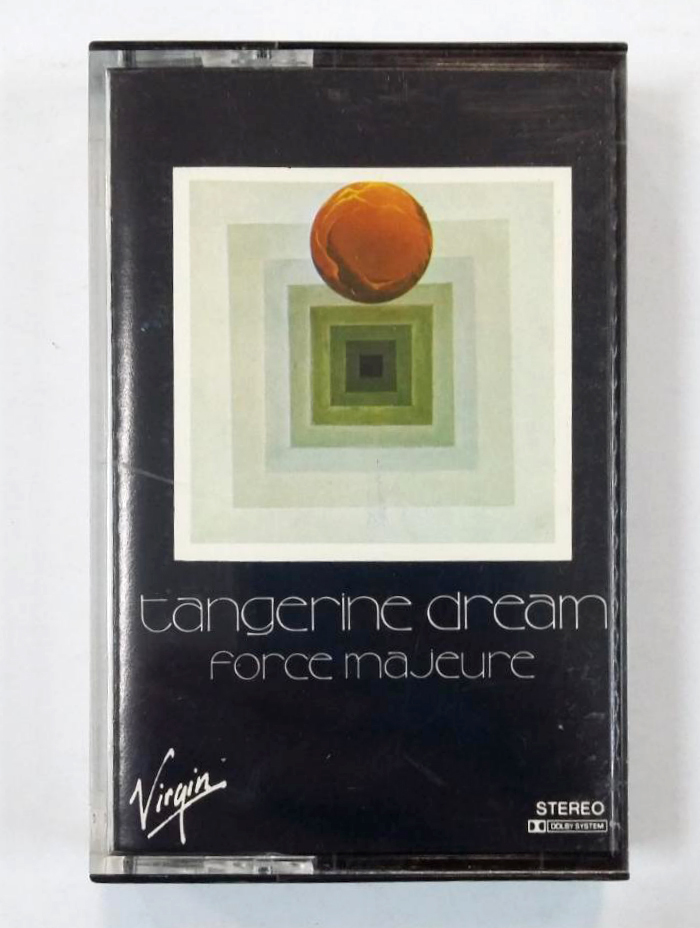 tangerine dream
force majeure
Virgin
STEREO
DOLBY SYSTEM